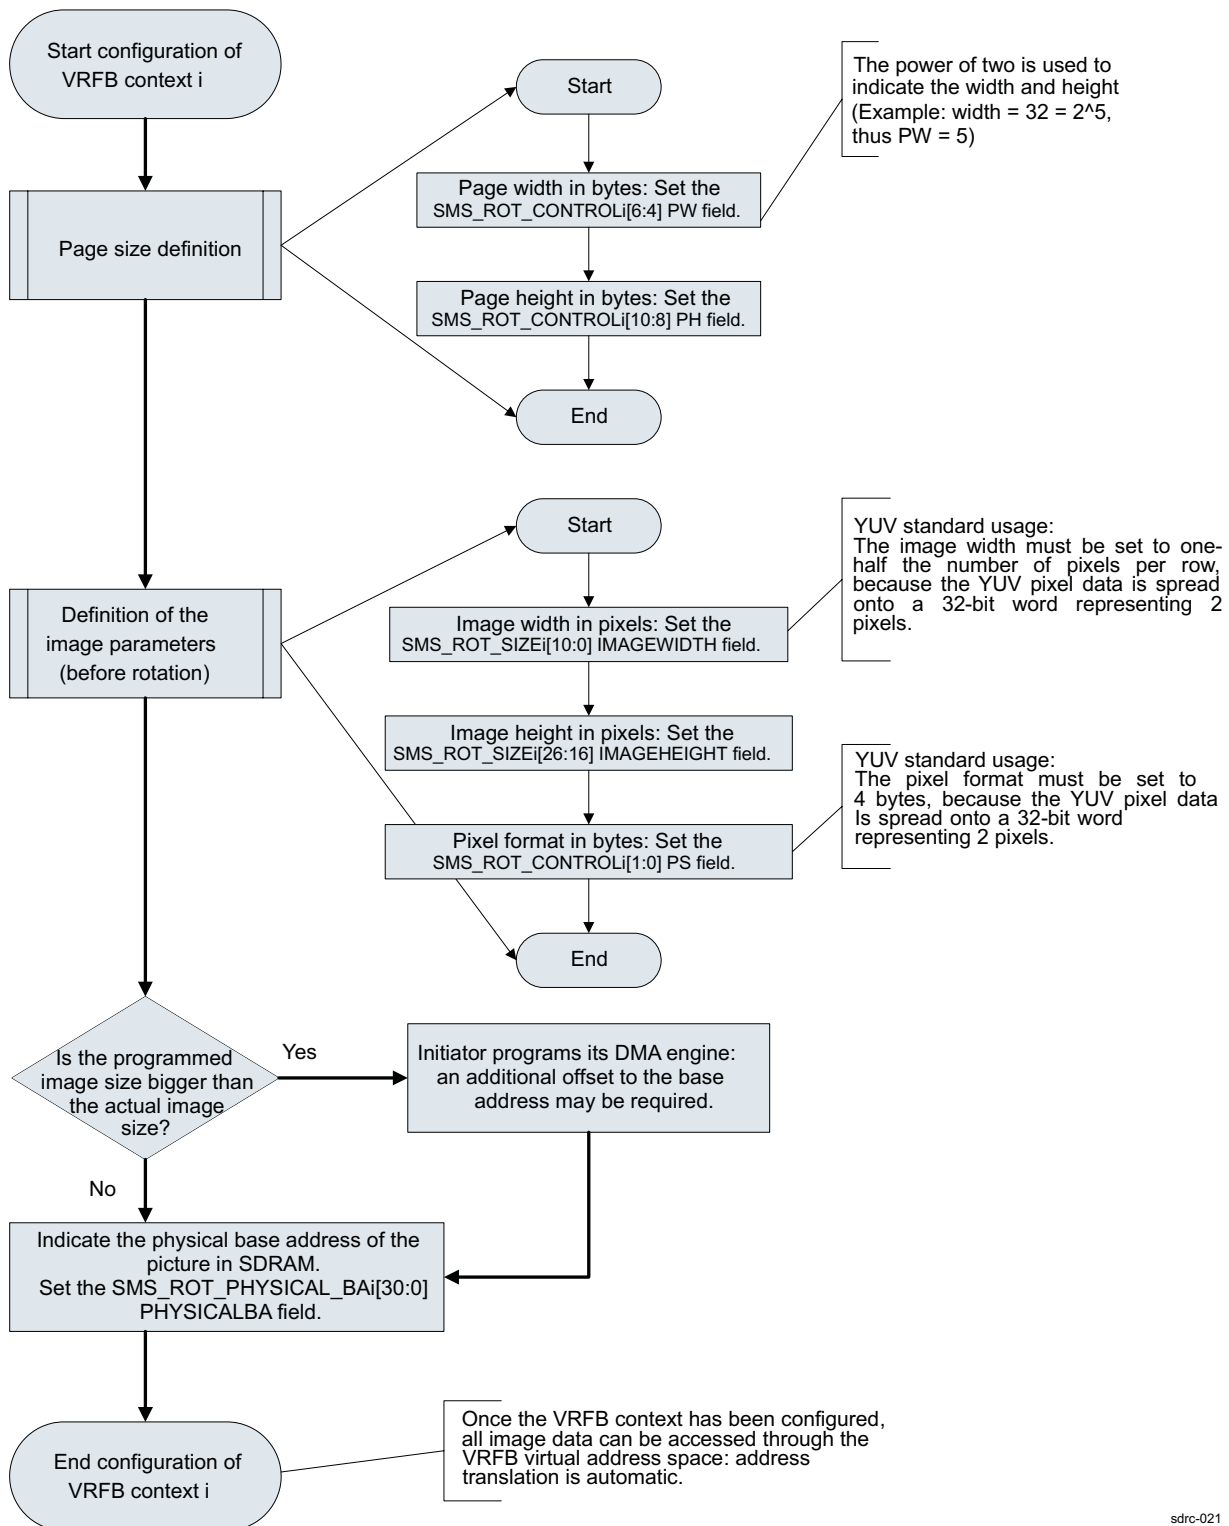 Start configuration of
VRFB context i
Start
The power of two is used to
indicate the width and height
(Example: width = 32 = 2^5,
thus PW = 5)
Page width in bytes: Set the
SMS_ROT_CONTROLi[6:4] PW field.
Page size definition
Page height in bytes: Set the
SMS_ROT_CONTROLi[10:8] PH field.
End
Start
YUV standard usage:
The image width must be set to one-
half the number of pixels per row,
because the YUV pixel data is spread
onto a 32-bit word representing 2
pixels.
Definition of the
image parameters
(before rotation)
Image width in pixels: Set the
SMS_ROT_SIZEi[10:0] IMAGEWIDTH field.
Image height in pixels: Set the
SMS_ROT_SIZEi[26:16] IMAGEHEIGHT field.
YUV standard usage:
The pixel format must be set to
4 bytes, because the YUV pixel data
Is spread onto a 32-bit word
representing 2 pixels.
Pixel format in bytes: Set the
SMS_ROT_CONTROLi[1:0] PS field.
End
Is the programmed
image size bigger than
the actual image
size?
Yes
Initiator programs its DMA engine:
an additional offset to the base
address may be required.
No
Indicate the physical base address of the
picture in SDRAM.
Set the SMS_ROT_PHYSICAL_BAi[30:0]
PHYSICALBA field.
Once the VRFB context has been configured,
all image data can be accessed through the
VRFB virtual address space: address
translation is automatic.
End configuration of
VRFB context i
sdrc-021